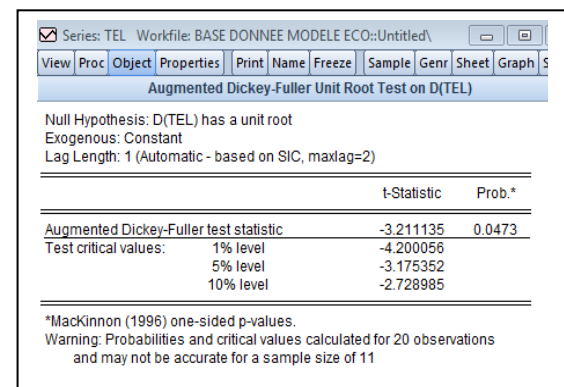 Series: TEL Workfile: BASE DONNEE MODELE ECO::Untitled\
View Proc Object Properties Print Name Freeze Sample Genr Sheet Graph S
Augmented Dickey-Fuller Unit Root Test on D(TEL)
Null Hypothesis: D(TEL) has a unit root
Exogenous: Constant
Lag Length: 1 (Automatic - based on SIC, maxlag=2)
t-Statistic Prob.*
Augmented Dickey-Fuller test statistic -3.211135 0.0473
Test critical values: 1% level -4.200056
5% level -3.175352
10% level -2.728985
*MacKinnon (1996) one-sided p-values.
Warning: Probabilities and critical values calculated for 20 observations
and may not be accurate for a sample size of 11